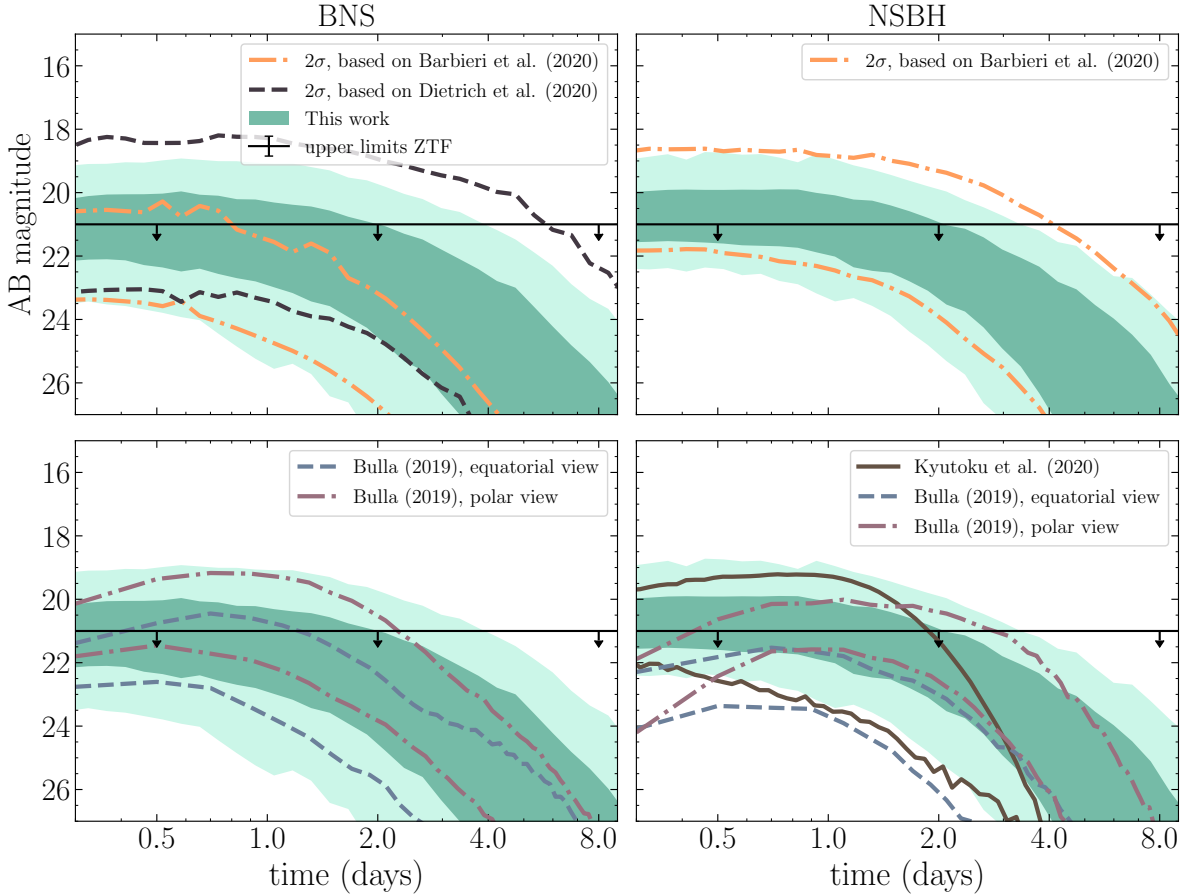 BNS
NSBH
16
18
20
22
24
26
AB magnitude
2σ, based on Barbieri et al. (2020)
2σ, based on Dietrich et al. (2020)
This work
upper limits ZTF
2σ, based on Barbieri et al. (2020)
16
18
20
22
24
26
AB magnitude
Bulla (2019), equatorial view
Bulla (2019), polar view
Kyutoku et al. (2020)
Bulla (2019), equatorial view
Bulla (2019), polar view
0.5 1.0 2.0 4.0 8.0
0.5 1.0 2.0 4.0 8.0
time (days)
time (days)